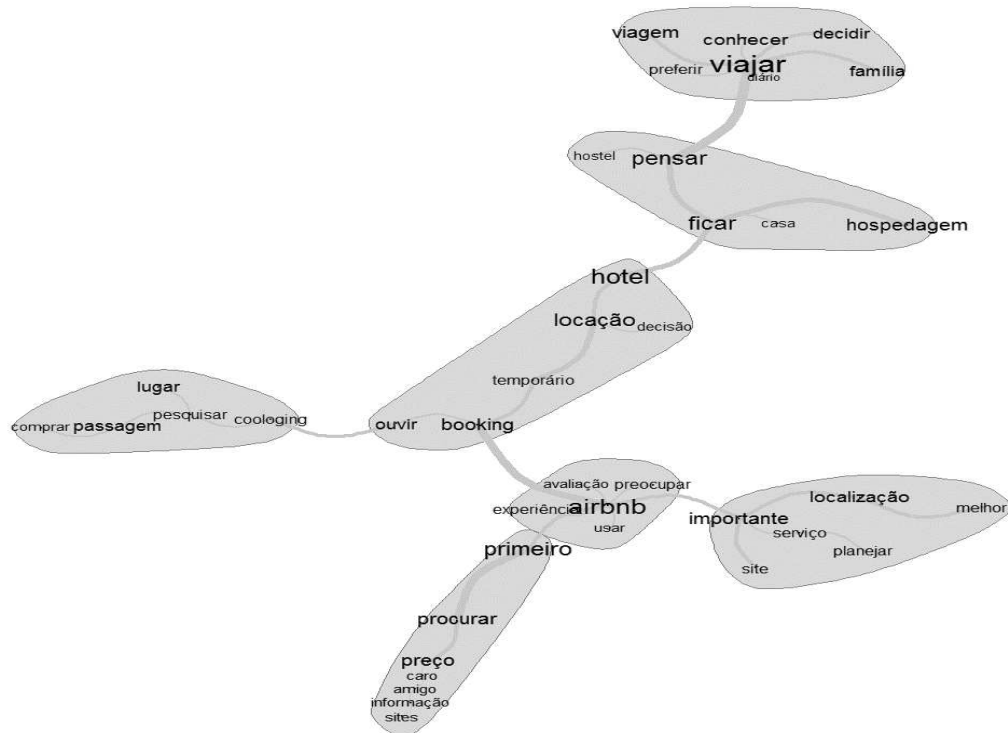 viagem
conhecer
decidir
preferir
viajar
diário
família
hostel
pensar
ficar
casa
hospedagem
hotel
locação
decisão
temporário
lugar
comprar
passagem
pesquisar
coologing
ouvir
booking
avaliação
preocupar
experiência
airbnb
usar
importante
localização
melhor
serviço
planejar
site
primeiro
procurar
preço
caro
amigo
informação
sites